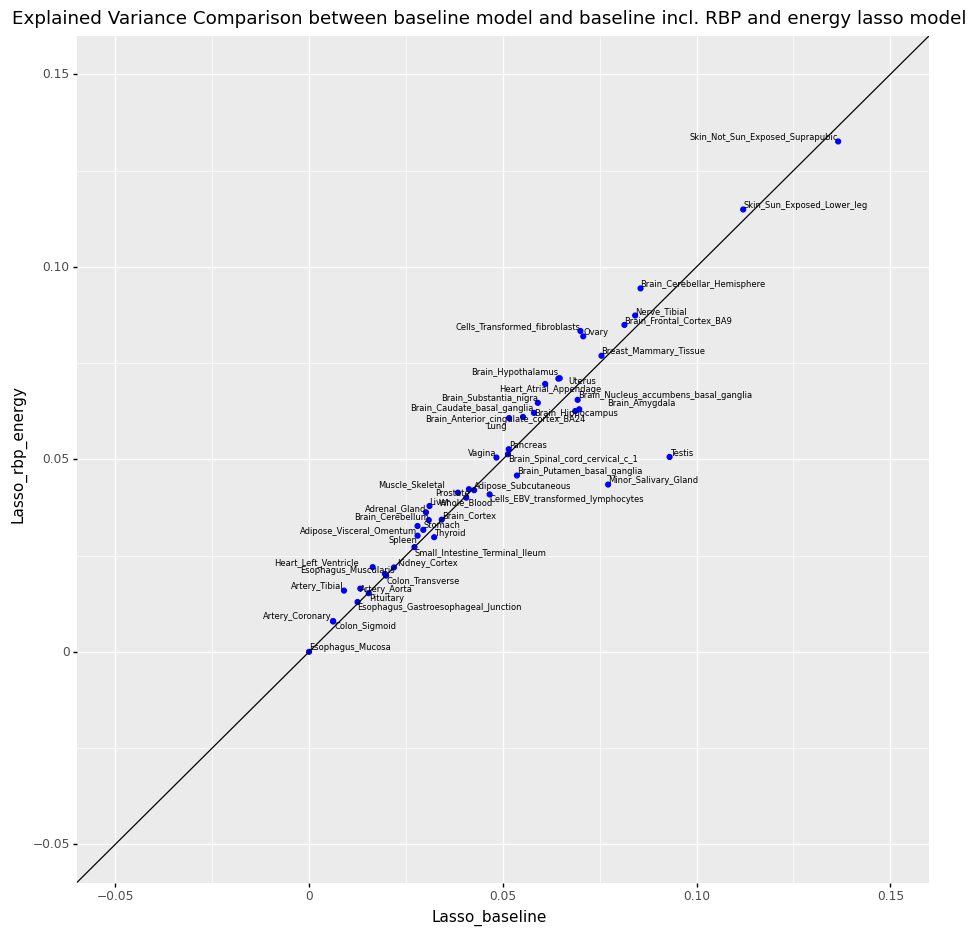 Explained Variance Comparison between baseline model and baseline incl. RBP and energy lasso model
0.15
Skin_Not_Sun_Exposed_Suprapubic
Skin_Sun_Exposed_Lower_leg
0.10
Brain_Cerebellar_Hemisphere
Nerve_Tibial
Brain_Frontal_Cortex_BA9
Cells_Transformed_fibroblasts
Ovary
Breast_Mammary_Tissue
Brain_Hypothalamus
Uterus
Heart_Atrial_Appendage
Brain_Nucleus_accumbens_basal_ganglia
Brain_Substantia_nigra
Brain_Amygdala
Brain_Caudate_basal_ganglia
Brain_Hippocampus
Brain_Anterior_cingulate_cortex_BA24
Lung
Pancreas
Vagina
Testis
0.05
Brain_Spinal_cord_cervical_c_1
Brain_Putamen_basal_ganglia
Minor_Salivary_Gland
Muscle_Skeletal
Adipose_Subcutaneous
Prostate
Cells_EBV_transformed_lymphocytes
Liver
Whole_Blood
Adrenal_Gland
Brain_Cerebellum
Brain_Cortex
Stomach
Adipose_Visceral_Omentum
Thyroid
Spleen
Small_Intestine_Terminal_Ileum
Heart_Left_Ventricle
Kidney_Cortex
Esophagus_Muscularis
Colon_Transverse
Artery_Tibial
Artery_Aorta
Pituitary
Esophagus_Gastroesophageal_Junction
Artery_Coronary
Colon_Sigmoid
Esophagus_Mucosa
0
−0.05
Lasso_rbp_energy
−0.05
0
0.05
0.10
0.15
Lasso_baseline